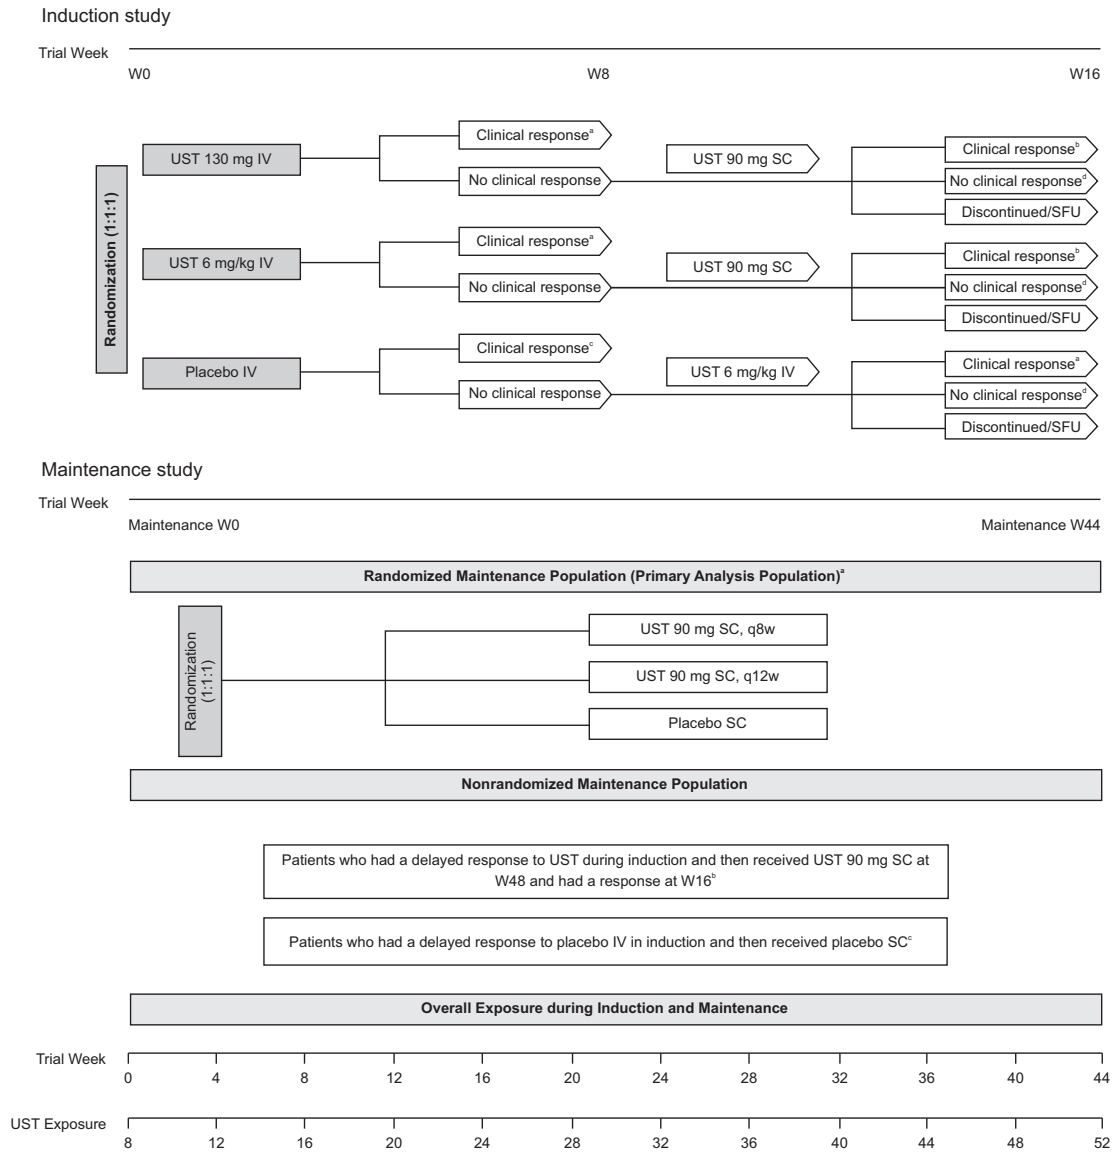 Induction study
Trial Week
W0 W8 W16
Randomization (1:1:1)
UST 130 mg IV
Clinical responseᵃ
No clinical response
UST 90 mg SC
Clinical responseᵇ
No clinical responseᵈ
Discontinued/SFU
UST 6 mg/kg IV
Clinical responseᵃ
No clinical response
UST 90 mg SC
Clinical responseᵇ
No clinical responseᵈ
Discontinued/SFU
Placebo IV
Clinical responseᶜ
No clinical response
UST 6 mg/kg IV
Clinical responseᵃ
No clinical responseᵈ
Discontinued/SFU
Maintenance study
Trial Week
Maintenance W0 Maintenance W44
Randomized Maintenance Population (Primary Analysis Population)ᵃ
Randomization
(1:1:1)
UST 90 mg SC, q8w
UST 90 mg SC, q12w
Placebo SC
Nonrandomized Maintenance Population
Patients who had a delayed response to UST during induction and then received UST 90 mg SC at
W48 and had a response at W16ᵇ
Patients who had a delayed response to placebo IV in induction and then received placebo SCᶜ
Overall Exposure during Induction and Maintenance
Trial Week
0 4 8 12 16 20 24 28 32 36 40 44
UST Exposure
8 12 16 20 24 28 32 36 40 44 48 52